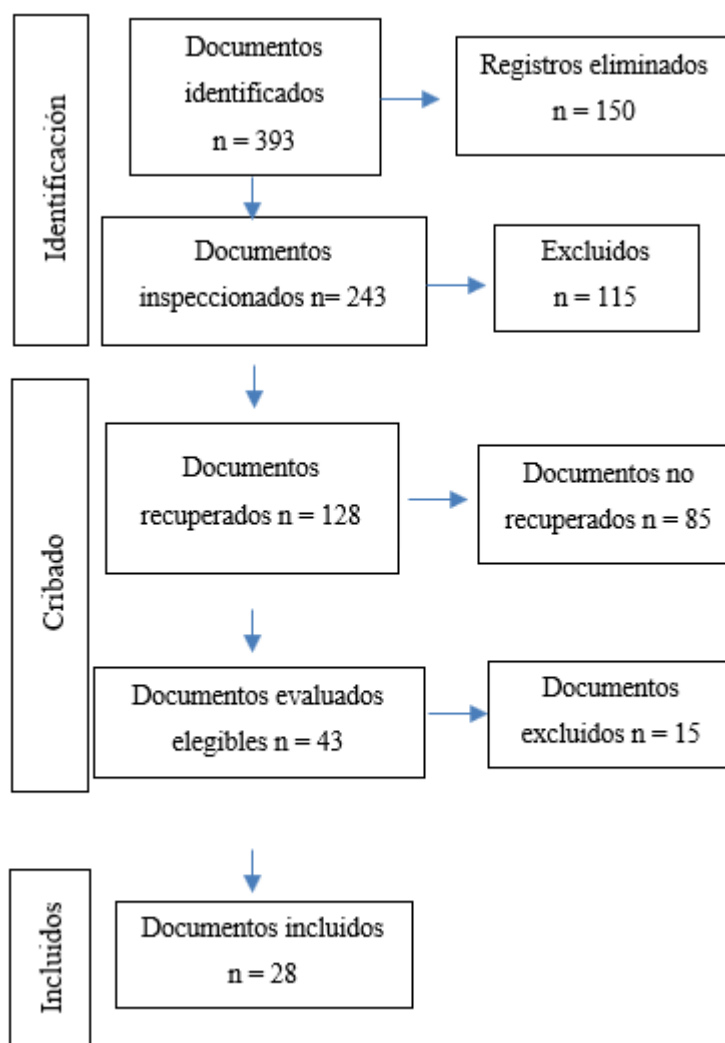 Identificación
Documentos
identificados
n = 393
Registros eliminados
n = 150
Documentos
inspeccionados n= 243
Excluidos
n = 115
Cribado
Documentos
recuperados n = 128
Documentos no
recuperados n = 85
Documentos evaluados
elegibles n = 43
Documentos
excluidos n = 15
Incluidos
Documentos incluidos
n = 28